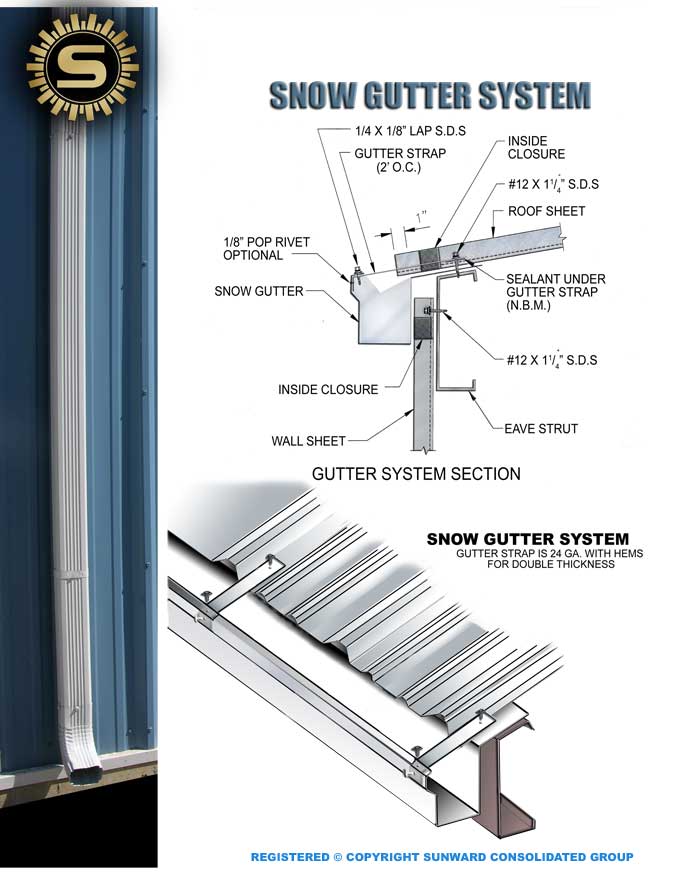 S
SNOW GUTTER SYSTEM
1/4 X 1/8" LAP S.D.S
GUTTER STRAP
(2' O.C.)
INSIDE
CLOSURE
#12 X 1 1/4" S.D.S
ROOF SHEET
1"
1/8" POP RIVET
OPTIONAL
SNOW GUTTER
SEALANT UNDER
GUTTER STRAP
(N.B.M.)
#12 X 1 1/4" S.D.S
INSIDE CLOSURE
EAVE STRUT
WALL SHEET
GUTTER SYSTEM SECTION
SNOW GUTTER SYSTEM
GUTTER STRAP IS 24 GA. WITH HEMS
FOR DOUBLE THICKNESS
REGISTERED © COPYRIGHT SUNWARD CONSOLIDATED GROUP